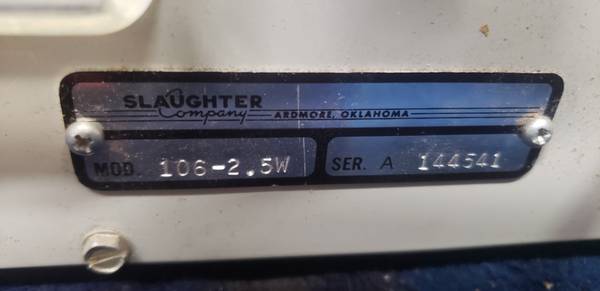 SLAUGHTER
Company ARDMORE, OKLAHOMA
MOD. 106-2.5W SER. A 144541